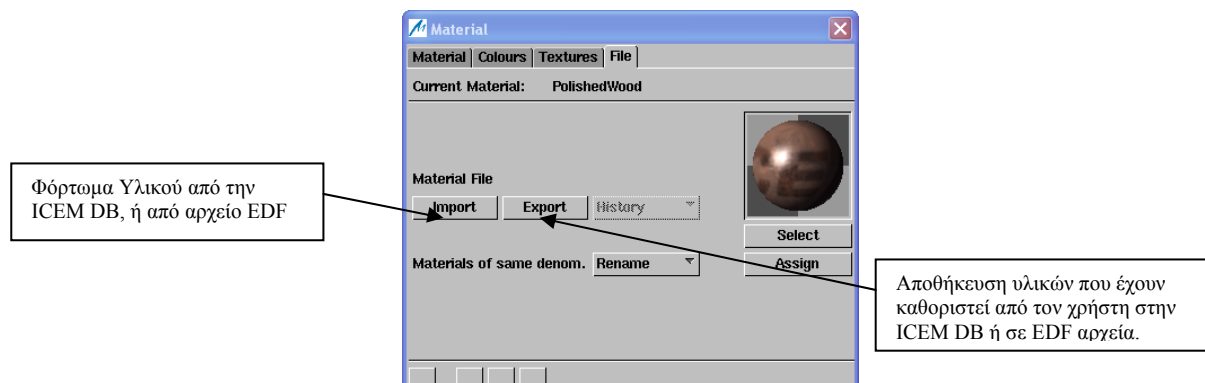 Material
Material Colours Textures File
Current Material: PolishedWood
Φόρτωμα Υλικού από την
ICEM DB, ή από αρχείο EDF
Material File
Import Export History
Select
Materials of same denom. Rename
Assign
Αποθήκευση υλικών που έχουν
καθοριστεί από τον χρήστη στην
ICEM DB ή σε EDF αρχεία.